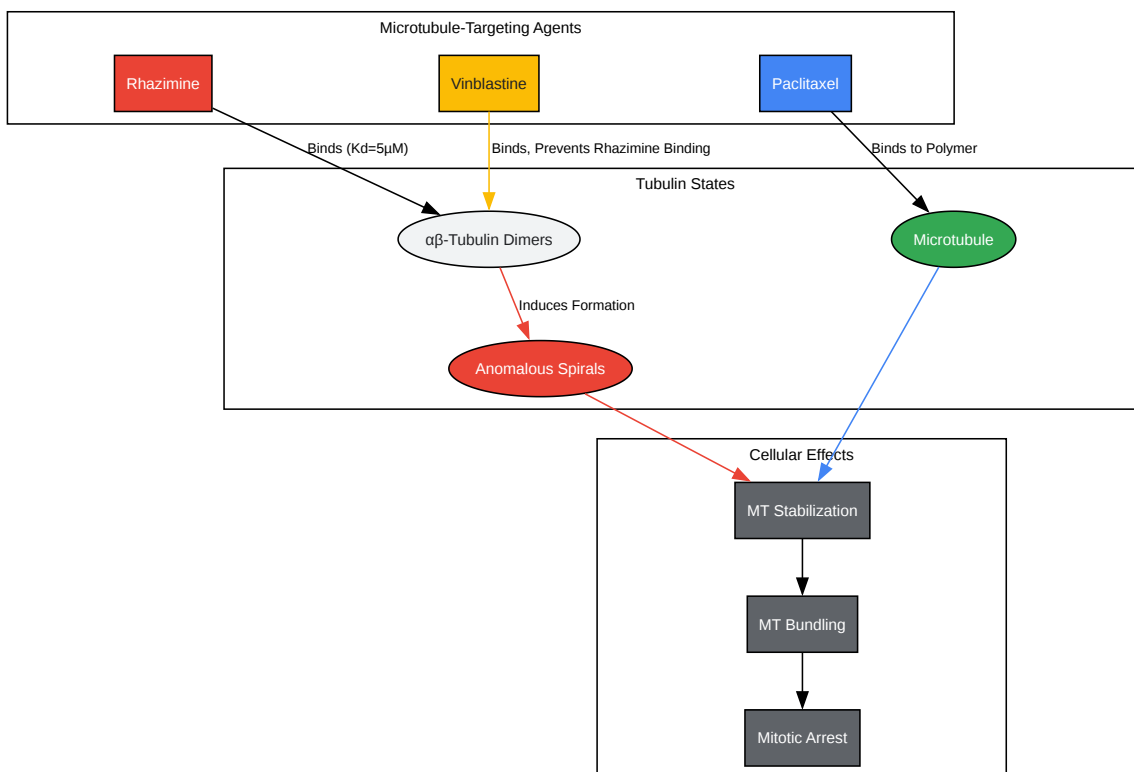 Microtubule-Targeting Agents
Rhazimine
Vinblastine
Paclitaxel
Binds (Kd=5µM)
Binds, Prevents Rhazimine Binding
Binds to Polymer
Tubulin States
αβ-Tubulin Dimers
Microtubule
Induces Formation
Anomalous Spirals
Cellular Effects
MT Stabilization
MT Bundling
Mitotic Arrest